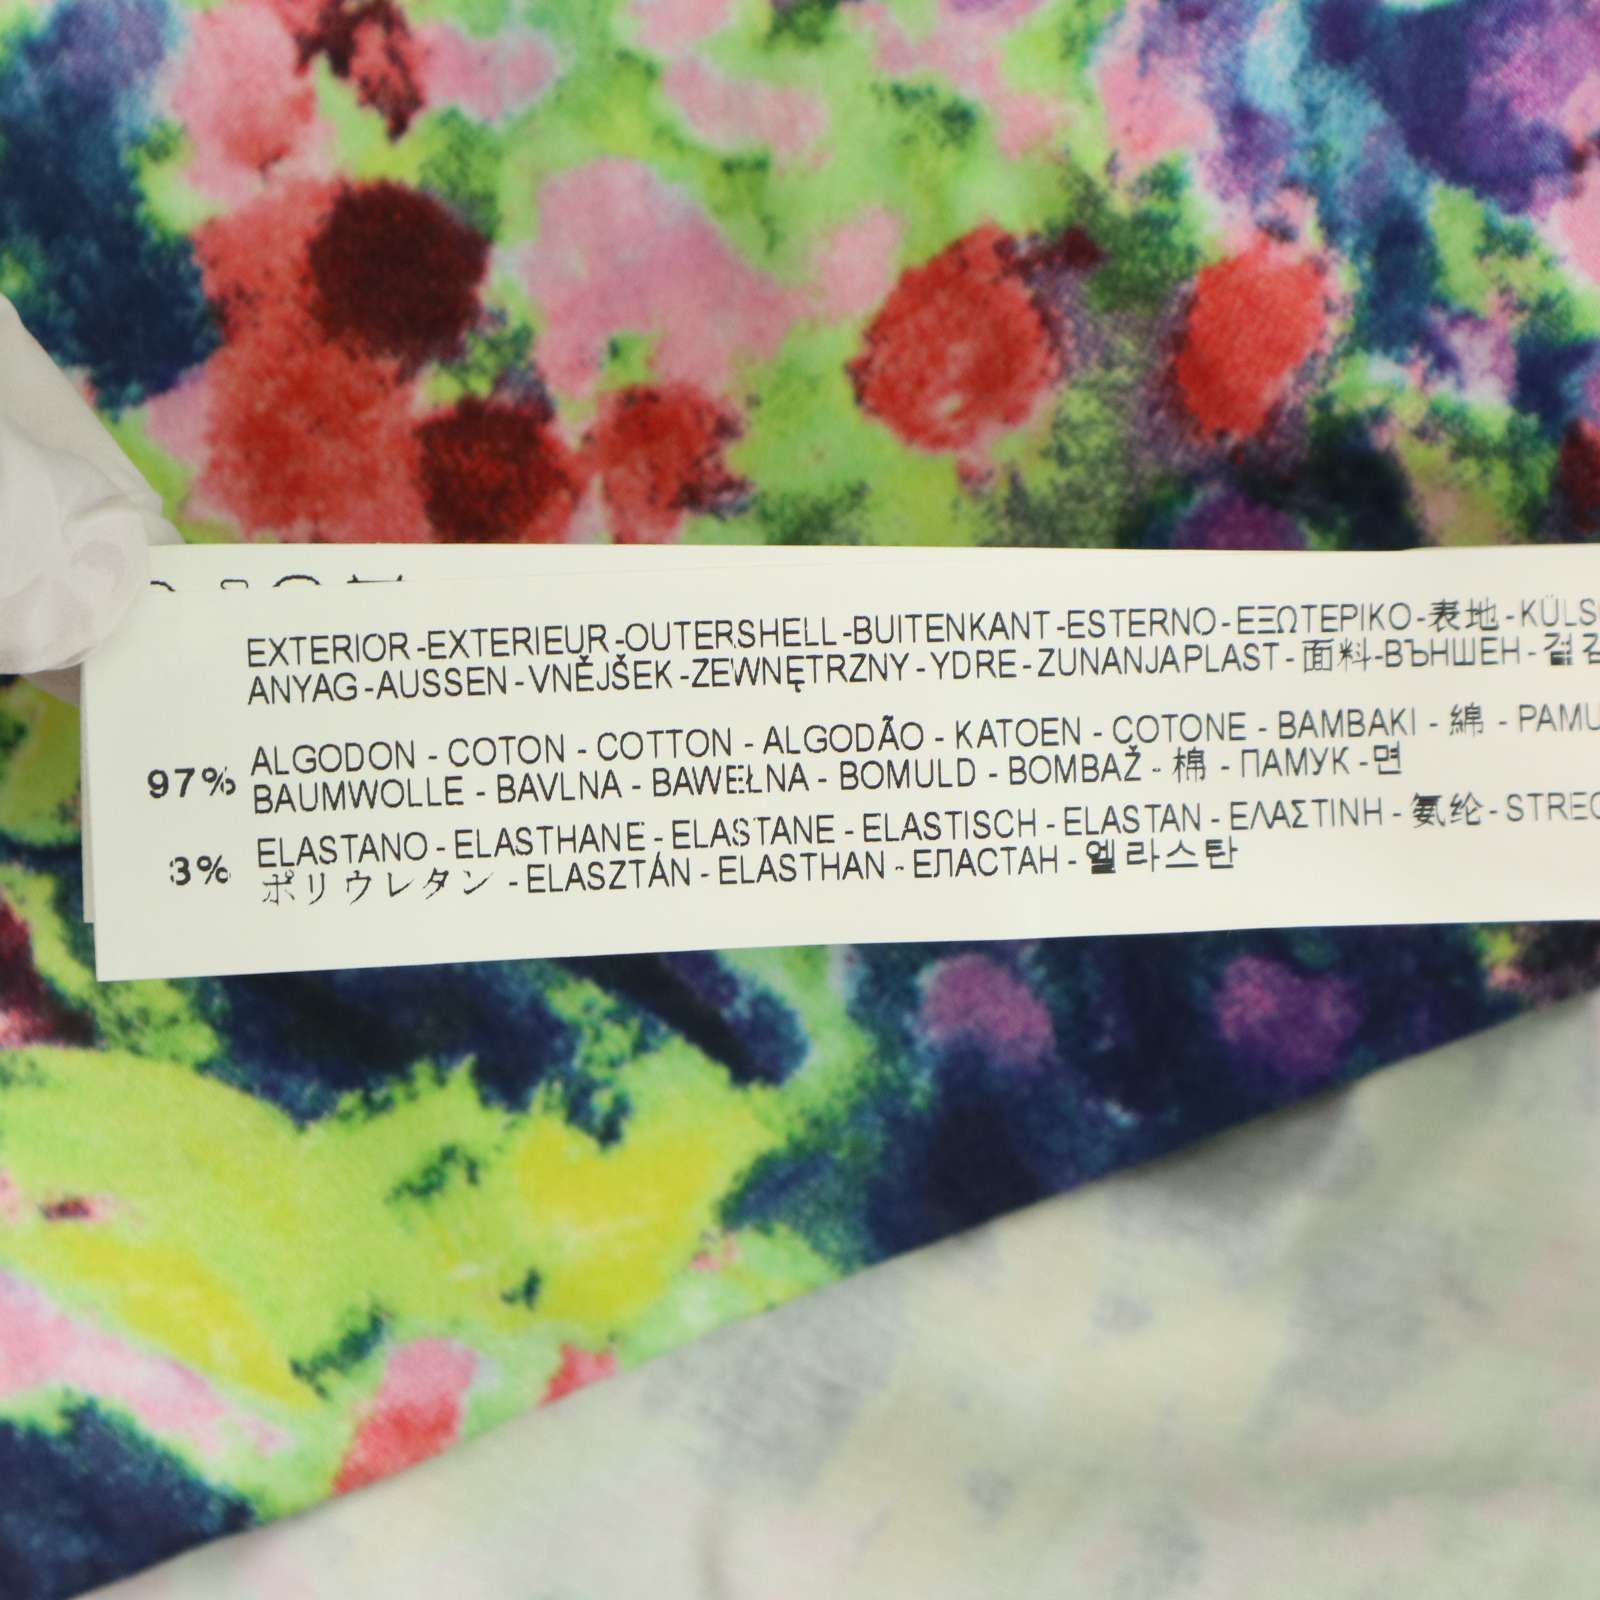 EXTERIOR-EXTERIEUR-OUTERSHELL-BUITENKANT-ESTERNO-ΕΞΩΤΕΡΙΚΟ-表地-KÜLS
ANYAG-AUSSEN-VNĚJŠEK-ZEWNĘTRZNY-YDRE-ZUNANJAPLAST-面料-ВЪНШЕН-겉감
ALGODON - COTON - COTTON - ALGODÃO - KATOEN - COTONE - BAMBAKI - 綿 - PAMU
97% BAUMWOLLE - BAVLNA - BAWEŁNA - BOMULD - BOMBAŽ - 棉 - ПАМУК -면
ELASTANO - ELASTHANE - ELASTANE - ELASTISCH - ELASTAN - ΕΛΑΣΤΙΝΗ - 氨纶 - STREC
3% ポリウレタン - ELASZTÁN - ELASTHAN - ЕЛАСТАН - 엘라스탄